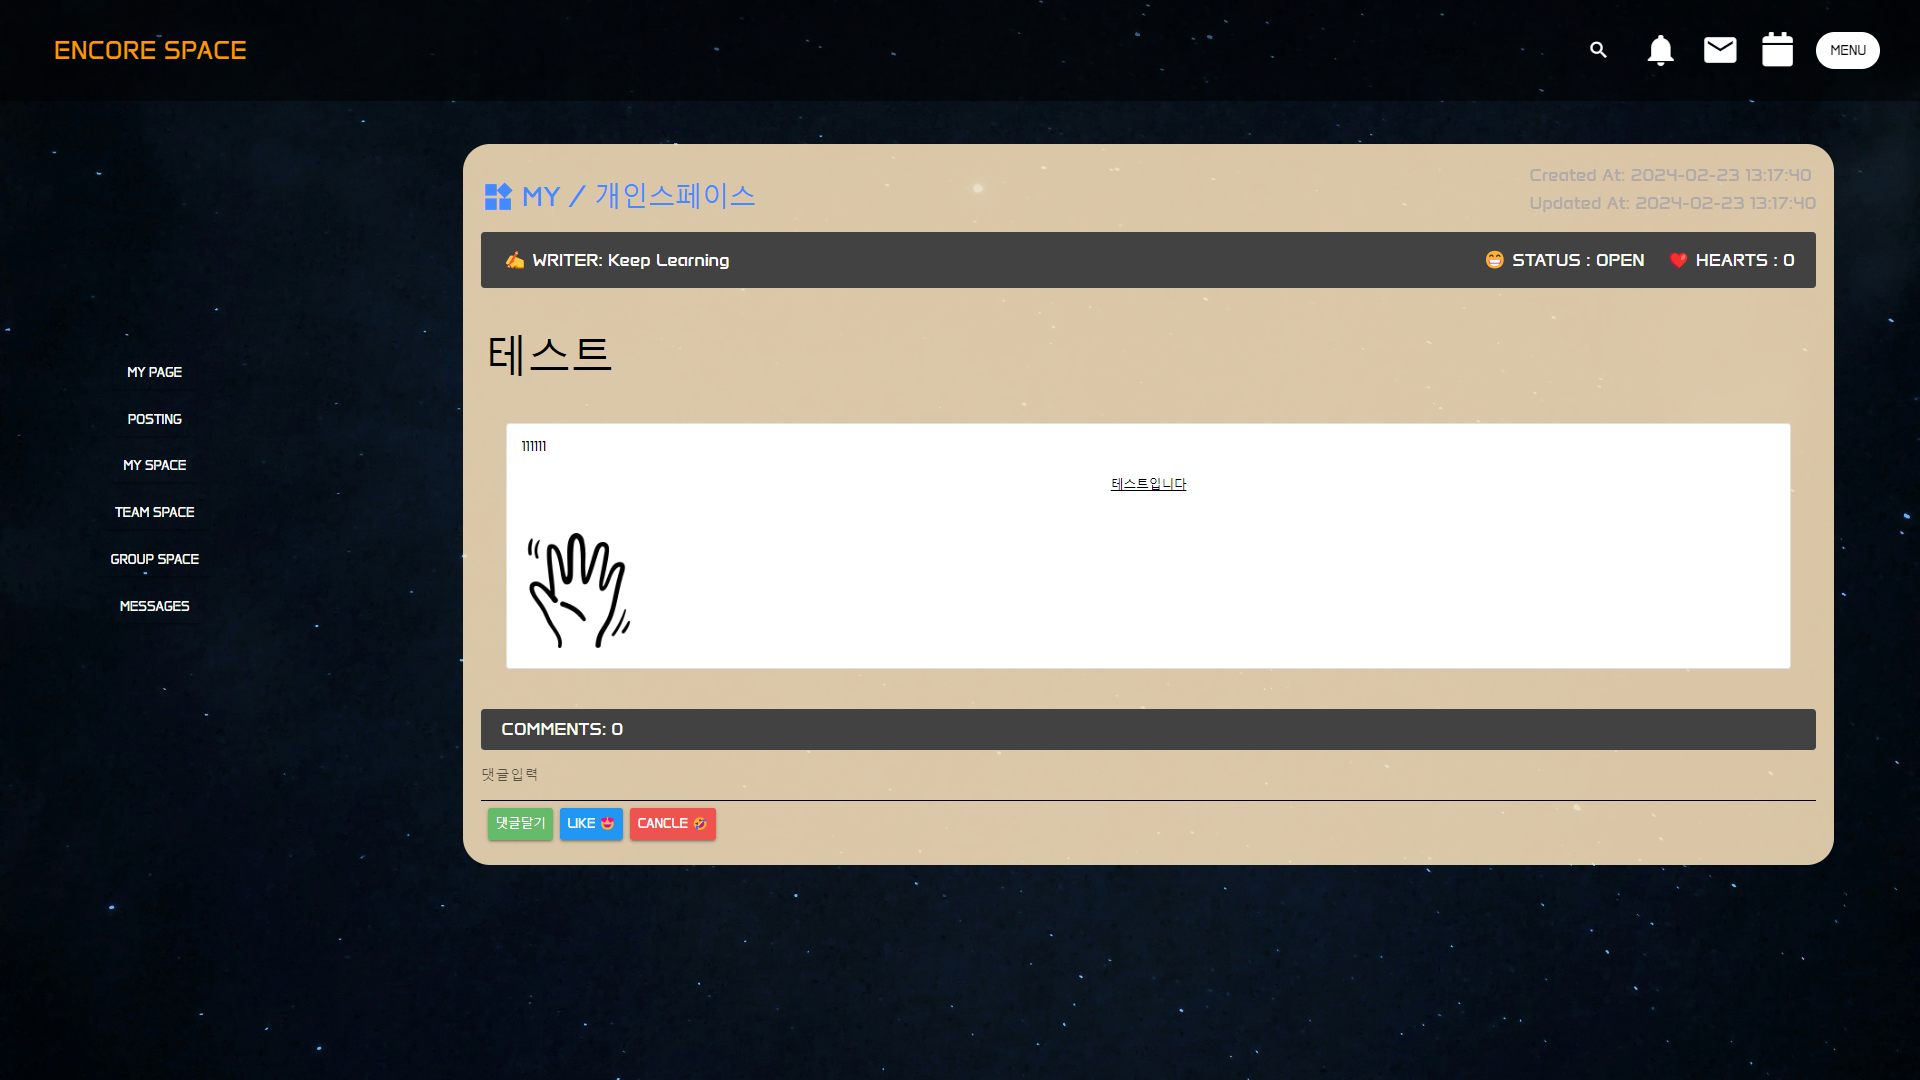 ENCORE SPACE
MENU
MY / 개인스페이스
Created At: 2024-02-23 13:17:40
Updated At: 2024-02-23 13:17:40
✍️ WRITER: Keep Learning
😁 STATUS : OPEN ❤️ HEARTS : 0
테스트
MY PAGE
POSTING
MY SPACE
TEAM SPACE
GROUP SPACE
MESSAGES
111111
테스트입니다
COMMENTS: 0
댓글입력
댓글달기
LIKE 😍
CANCLE 🤣